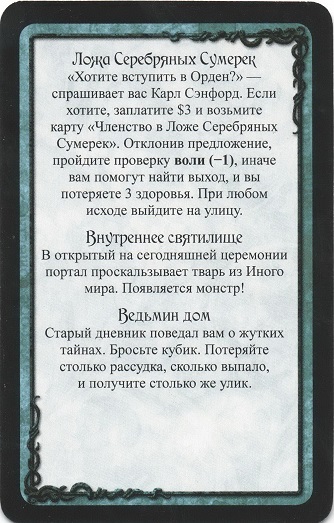 Ложа Серебряных Сумерек
«Хотите вступить в Орден?» —
спрашивает вас Карл Сэнфорд. Если
хотите, заплатите $3 и возьмите
карту «Членство в Ложе Серебряных
Сумерек». Отклонив предложение,
пройдите проверку воли (−1), иначе
вам помогут найти выход, и вы
потеряете 3 здоровья. При любом
исходе выйдите на улицу.
Внутреннее святилище
В открытый на сегодняшней церемонии
портал проскальзывает тварь из Иного
мира. Появляется монстр!
Ведьмин дом
Старый дневник поведал вам о жутких
тайнах. Бросьте кубик. Потеряйте
столько рассудка, сколько выпало,
и получите столько же улик.